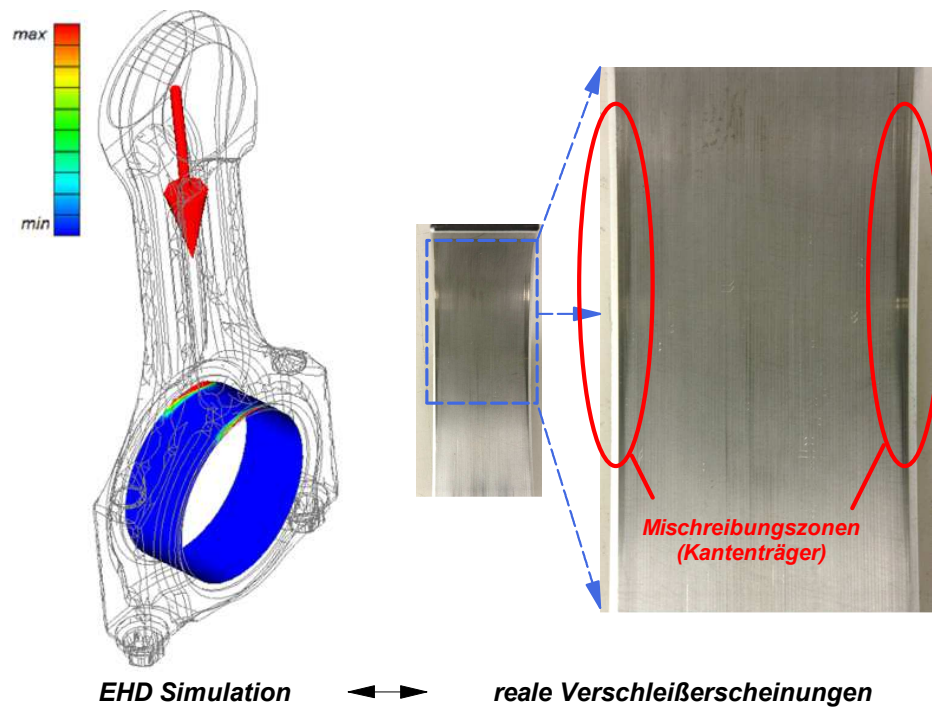 max
min
Mischreibungszonen
(Kantenträger)
EHD Simulation
reale Verschleißerscheinungen